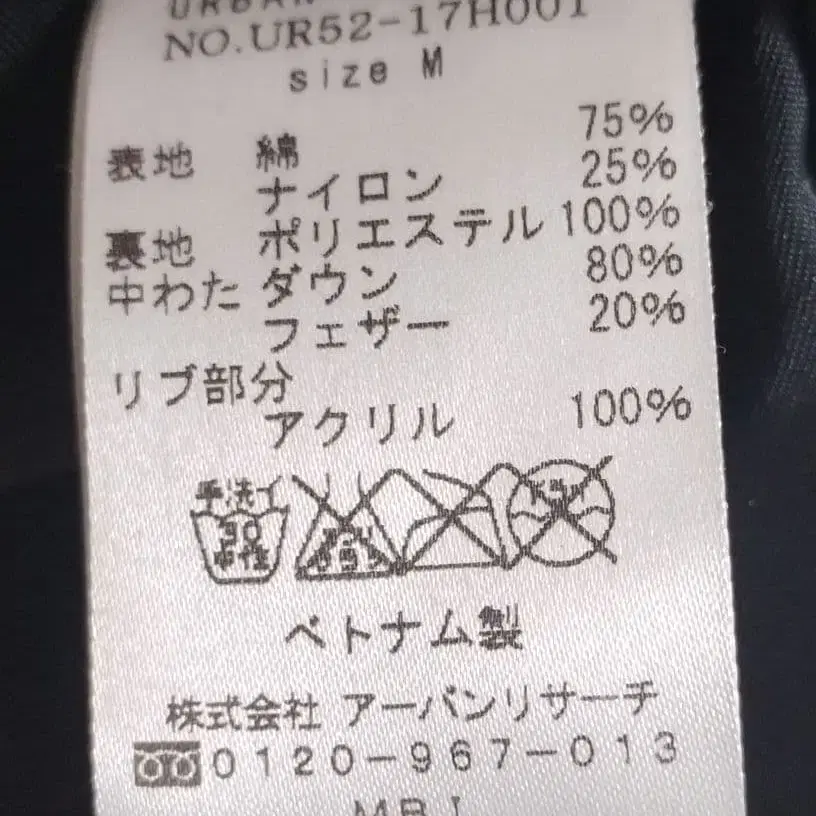 URBAN
NO.UR52-17H001
size M
表地 綿 75%
ナイロン 25%
裏地 ポリエステル 100%
中わた ダウン 80%
フェザー 20%
リブ部分
アクリル 100%
手洗イ
30
中性
ベトナム製
株式会社 アーバンリサーチ
0120-967-013